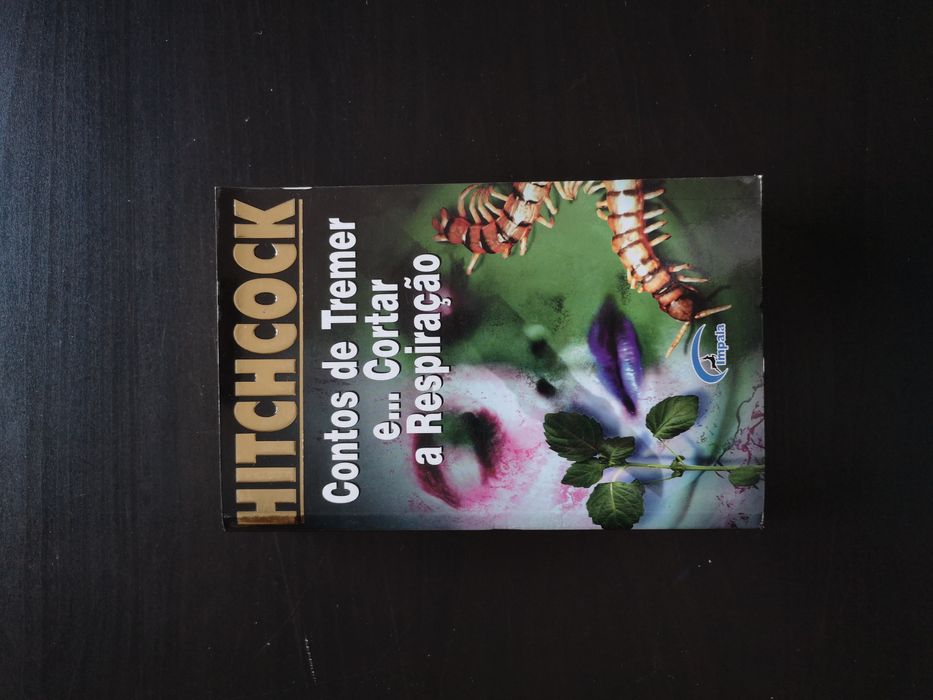 HITCHCOCK
Contos de Tremer
e... Cortar
a Respiração
Impala